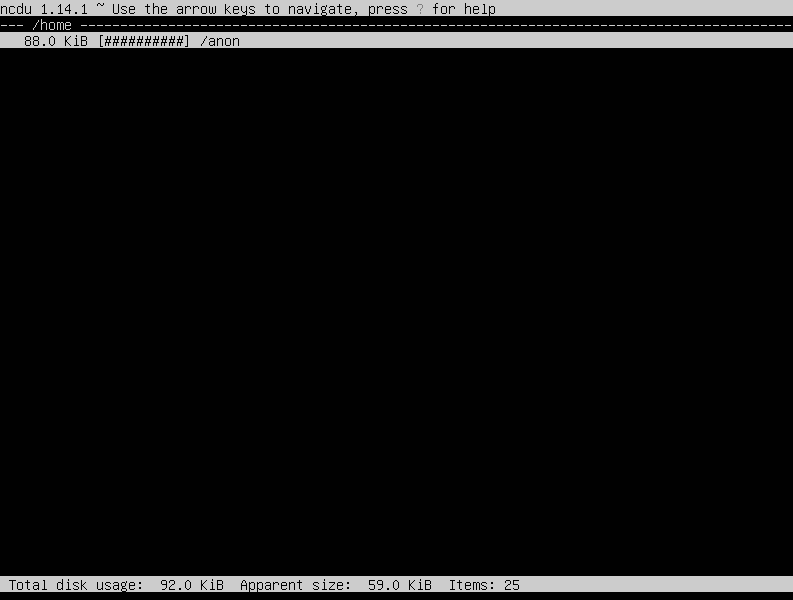 ncdu 1.14.1 ~ Use the arrow keys to navigate, press ? for help
--- /home -----------------------------------------------------------------------------------------
88.0 KiB [##########] /anon
Total disk usage:  92.0 KiB  Apparent size:  59.0 KiB  Items: 25